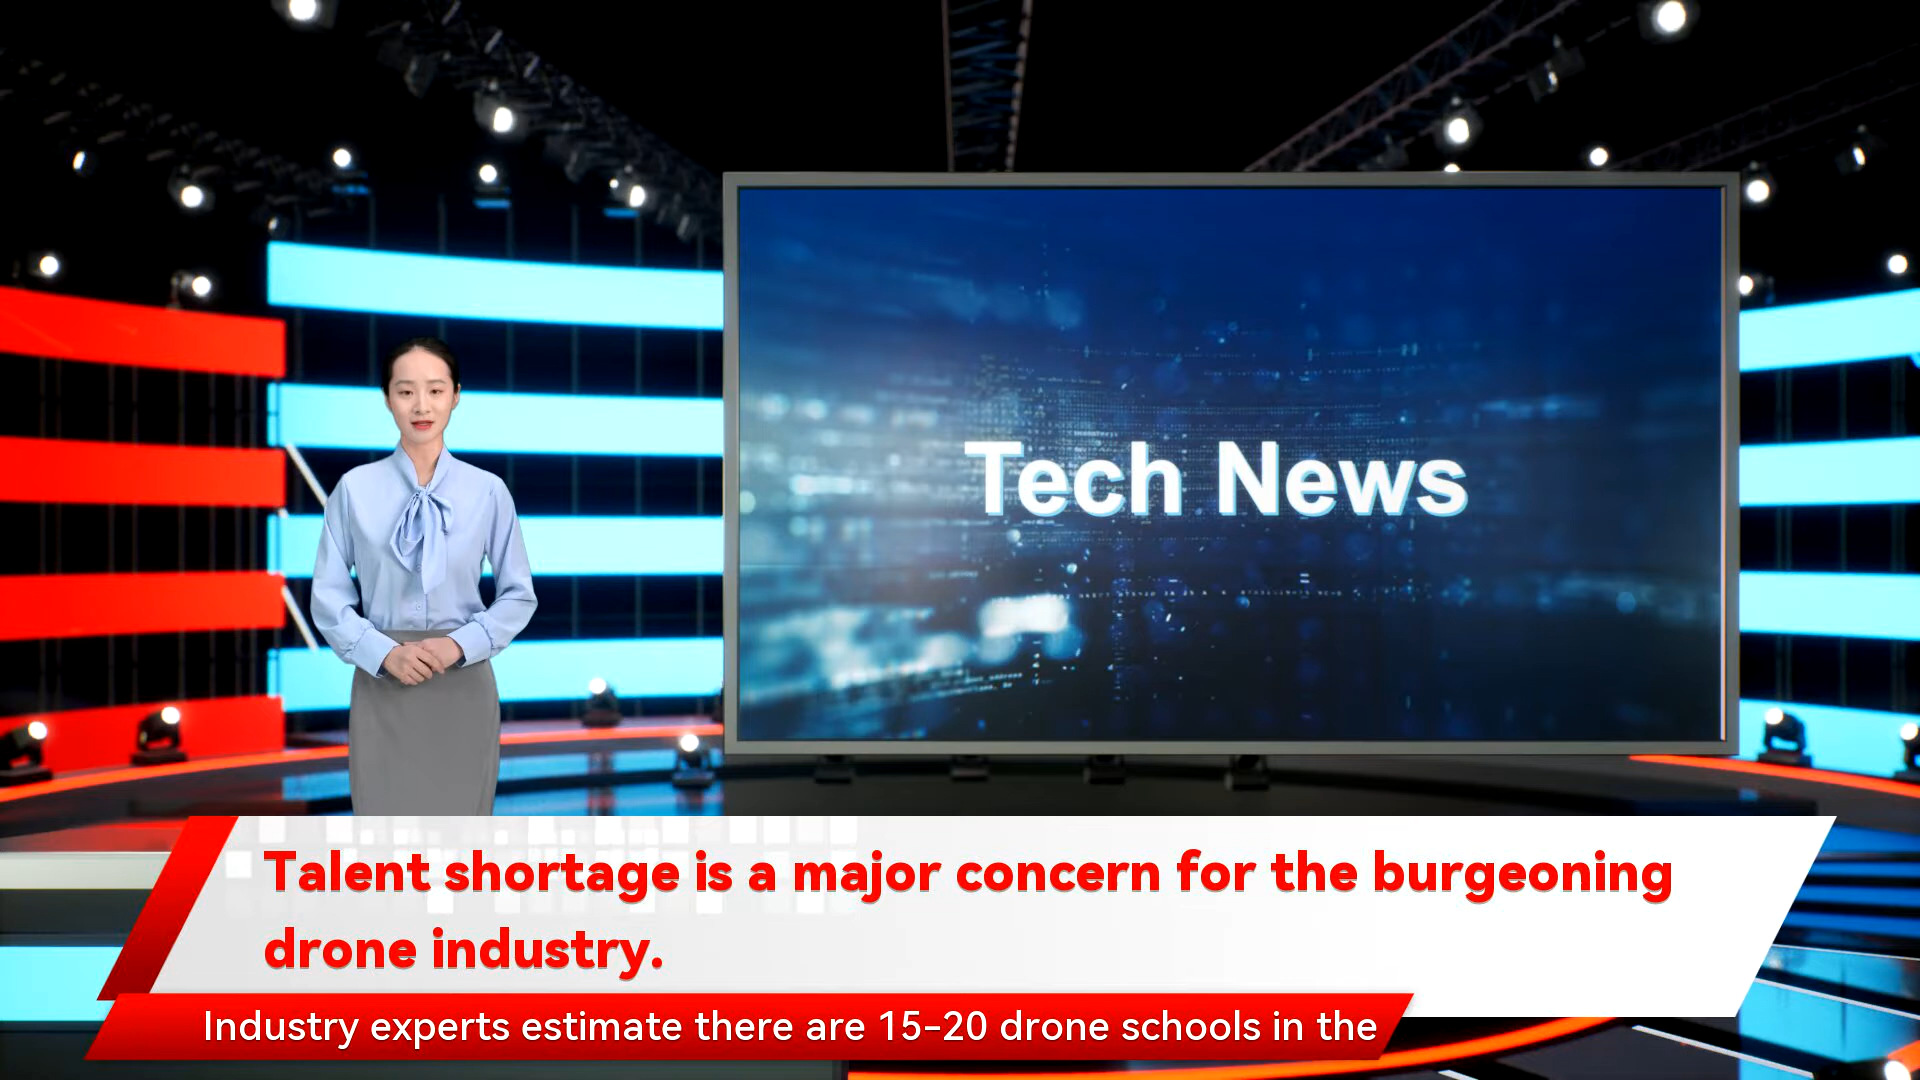 Tech News
Talent shortage is a major concern for the burgeoning
drone industry.
Industry experts estimate there are 15-20 drone schools in the